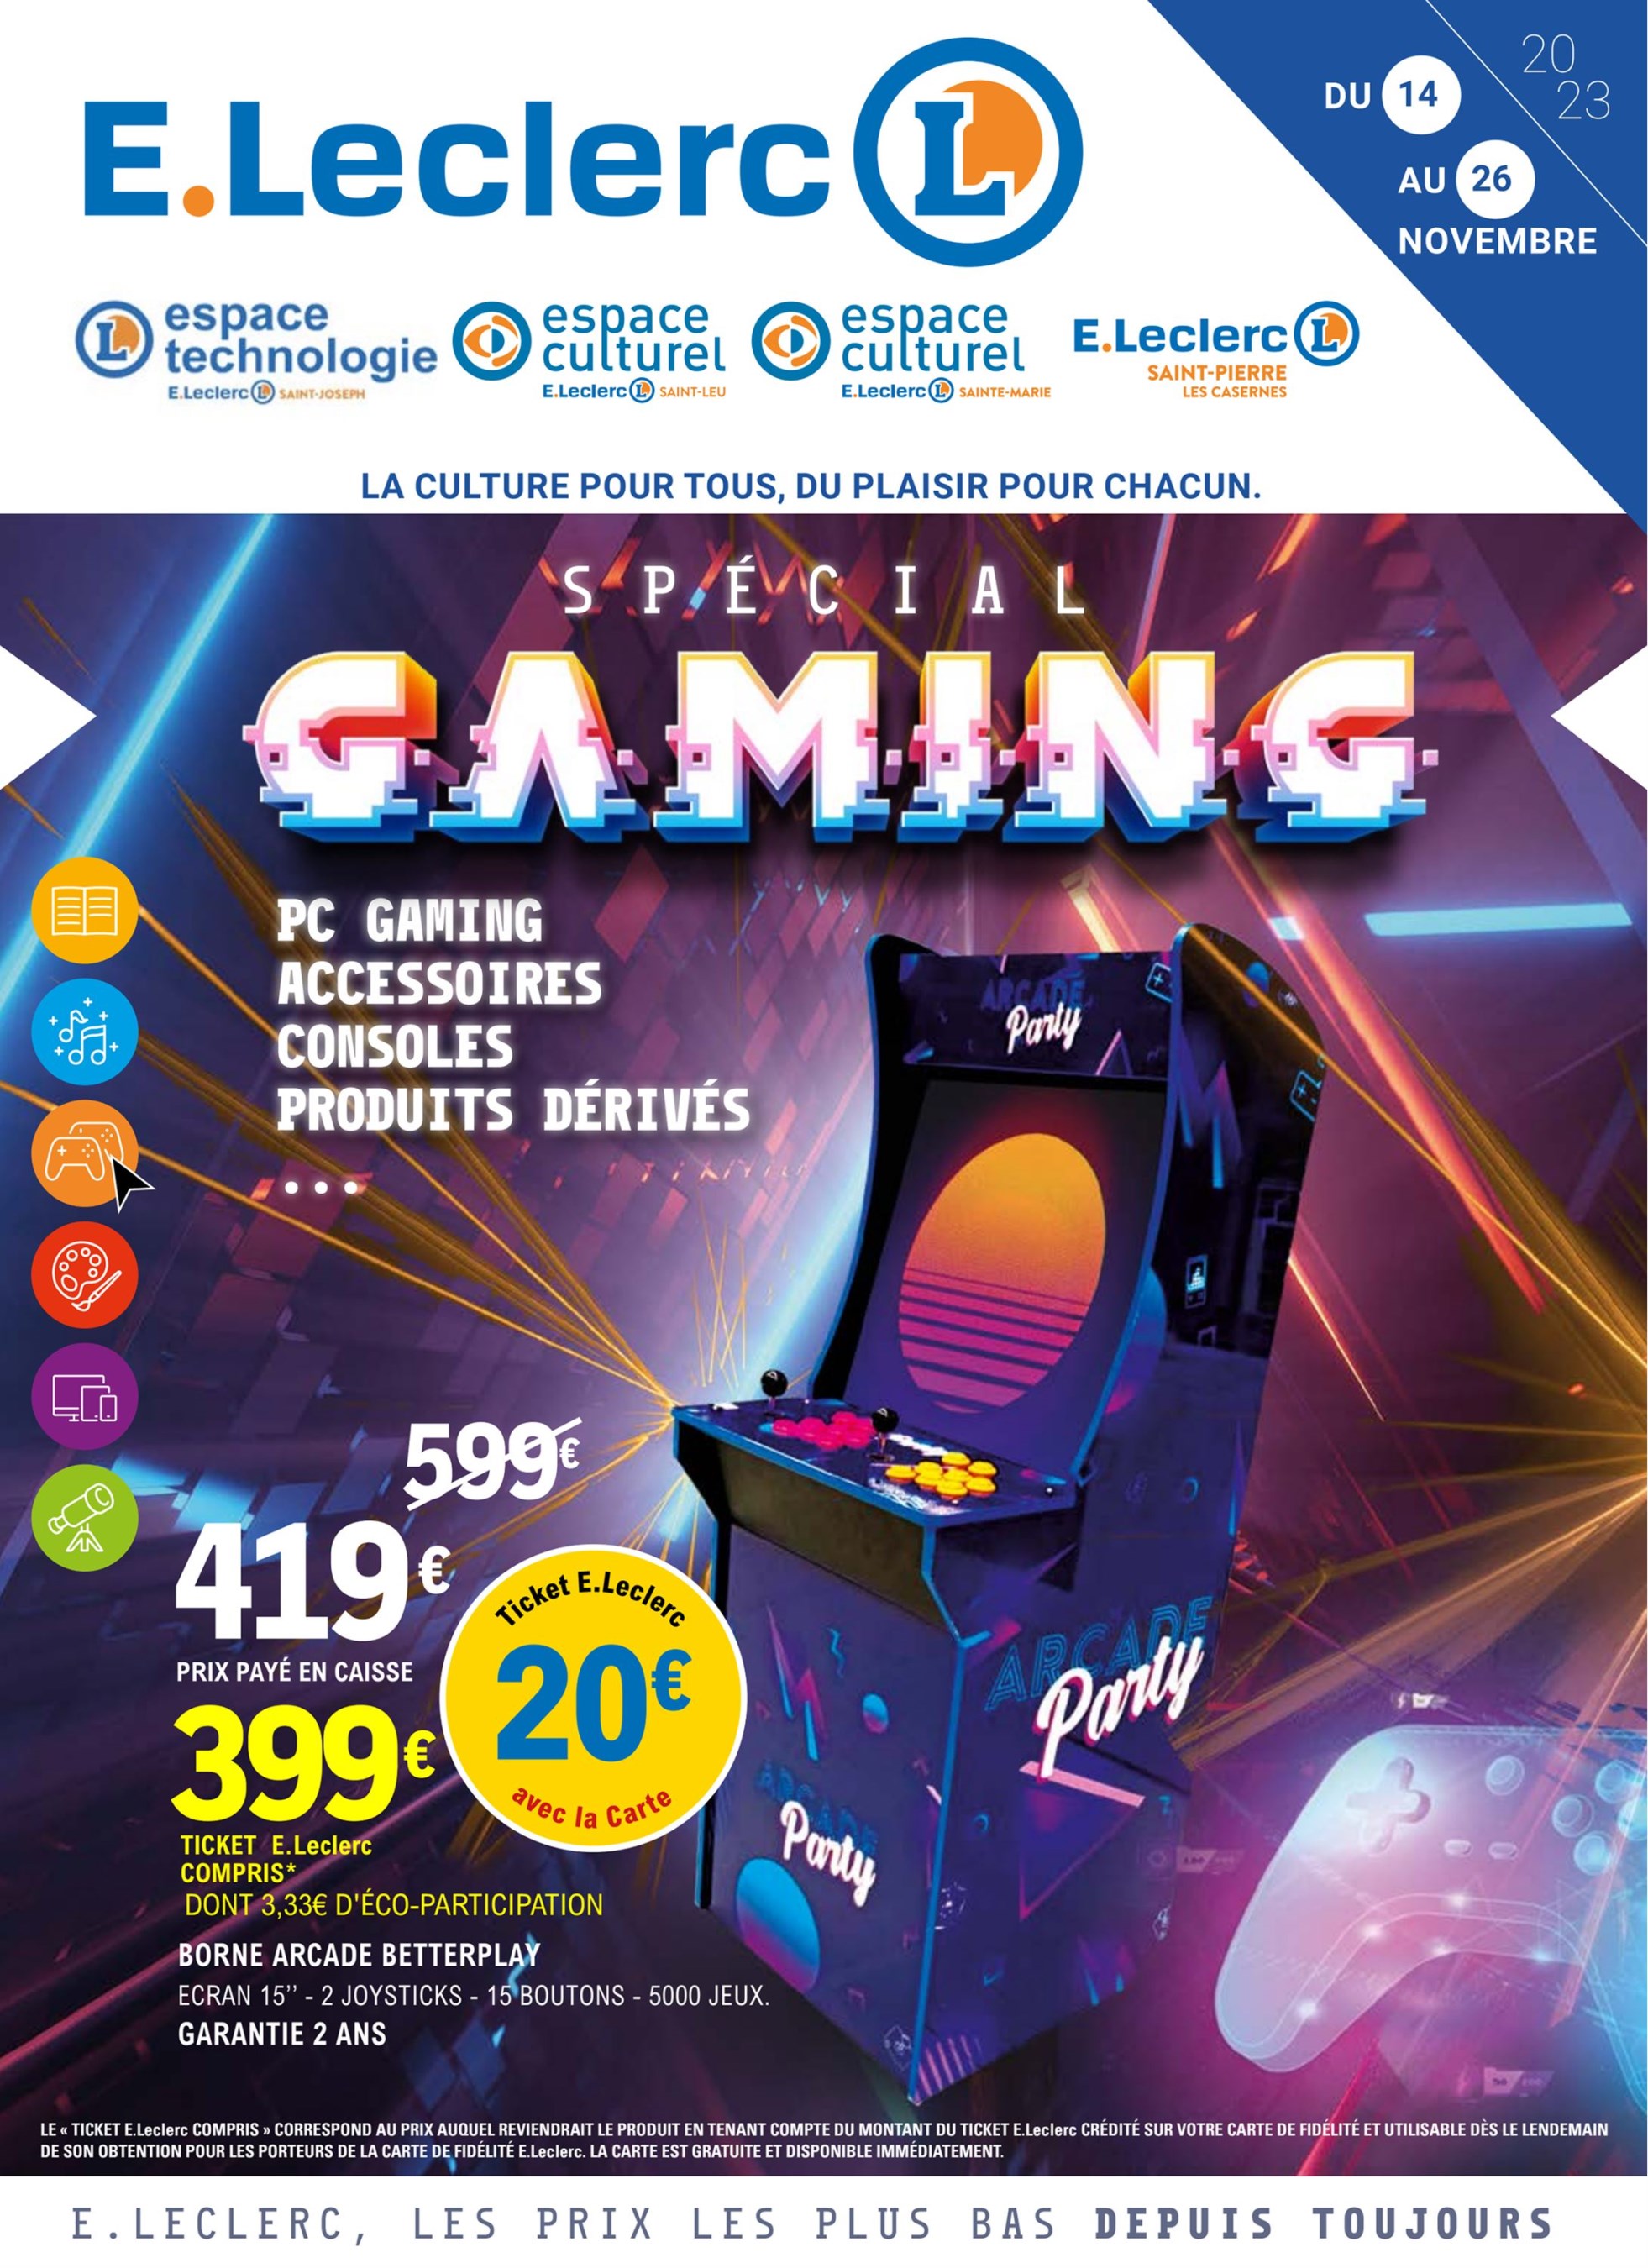 E.Leclerc L
DU 14
AU 26
NOVEMBRE
20
23
L espace
technologie
E.Leclerc L SAINT-JOSEPH
espace
culturel
E.Leclerc L SAINT-LEU
espace
culturel
E.Leclerc L SAINTE-MARIE
E.Leclerc L
SAINT-PIERRE
LES CASERNES
LA CULTURE POUR TOUS, DU PLAISIR POUR CHACUN.
SPÉCIAL
GAMING
PC GAMING
ACCESSOIRES
CONSOLES
PRODUITS DÉRIVÉS
...
ARCADE
Party
599€
419€
PRIX PAYÉ EN CAISSE
399€
TICKET E.Leclerc
COMPRIS*
DONT 3,33€ D'ÉCO-PARTICIPATION
Ticket E.Leclerc
20€
avec la Carte
ARCADE
Party
ARCADE
Party
BORNE ARCADE BETTERPLAY
ECRAN 15'' - 2 JOYSTICKS - 15 BOUTONS - 5000 JEUX.
GARANTIE 2 ANS
LE « TICKET E.Leclerc COMPRIS » CORRESPOND AU PRIX AUQUEL REVIENDRAIT LE PRODUIT EN TENANT COMPTE DU MONTANT DU TICKET E.Leclerc CRÉDITÉ SUR VOTRE CARTE DE FIDÉLITÉ ET UTILISABLE DÈS LE LENDEMAIN
DE SON OBTENTION POUR LES PORTEURS DE LA CARTE DE FIDÉLITÉ E.Leclerc. LA CARTE EST GRATUITE ET DISPONIBLE IMMÉDIATEMENT.
E.LECLERC, LES PRIX LES PLUS BAS DEPUIS TOUJOURS